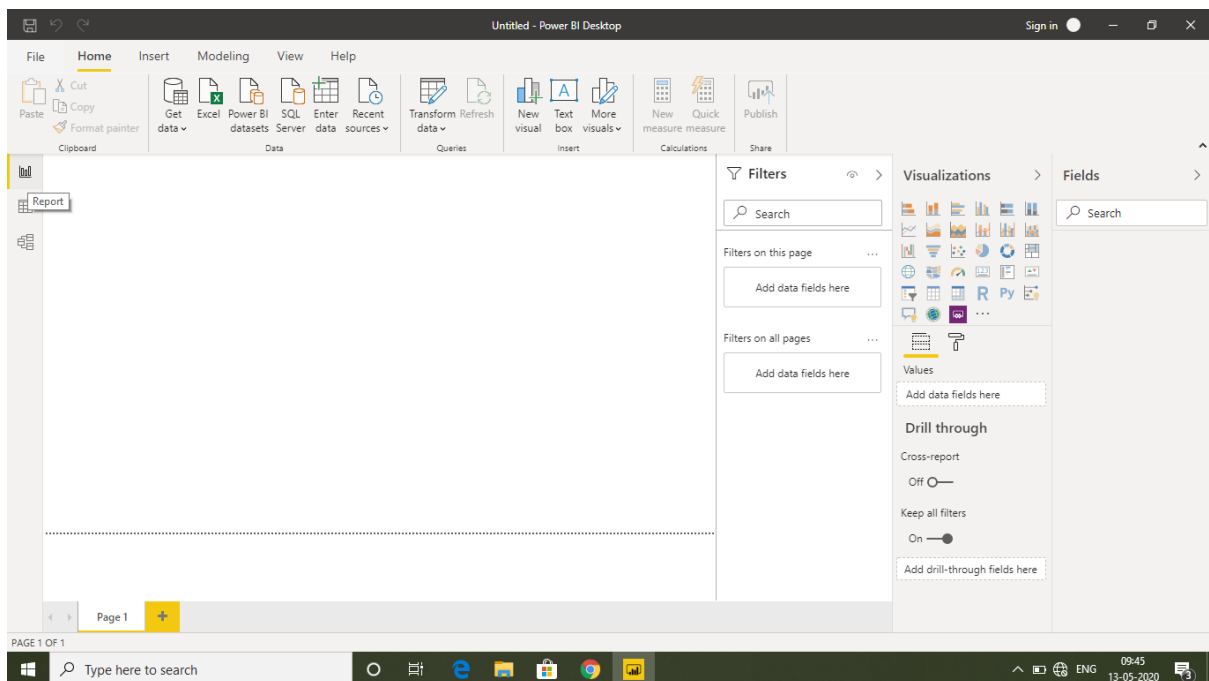 Untitled - Power BI Desktop
Sign in
File Home Insert Modeling View Help
Paste
Cut
Copy
Format painter
Clipboard
Get data
Excel
Power BI datasets
SQL Server
Enter data
Recent sources
Data
Transform data
Refresh
Queries
New visual
Text box
More visuals
Insert
New measure
Quick measure
Calculations
Publish
Share
Report
Filters
Search
Filters on this page
...
Add data fields here
Filters on all pages
...
Add data fields here
Visualizations
R Py
...
Values
Add data fields here
Drill through
Cross-report
Off
Keep all filters
On
Add drill-through fields here
Fields
Search
Page 1
PAGE 1 OF 1
Type here to search
ENG
09:45
13-05-2020
3